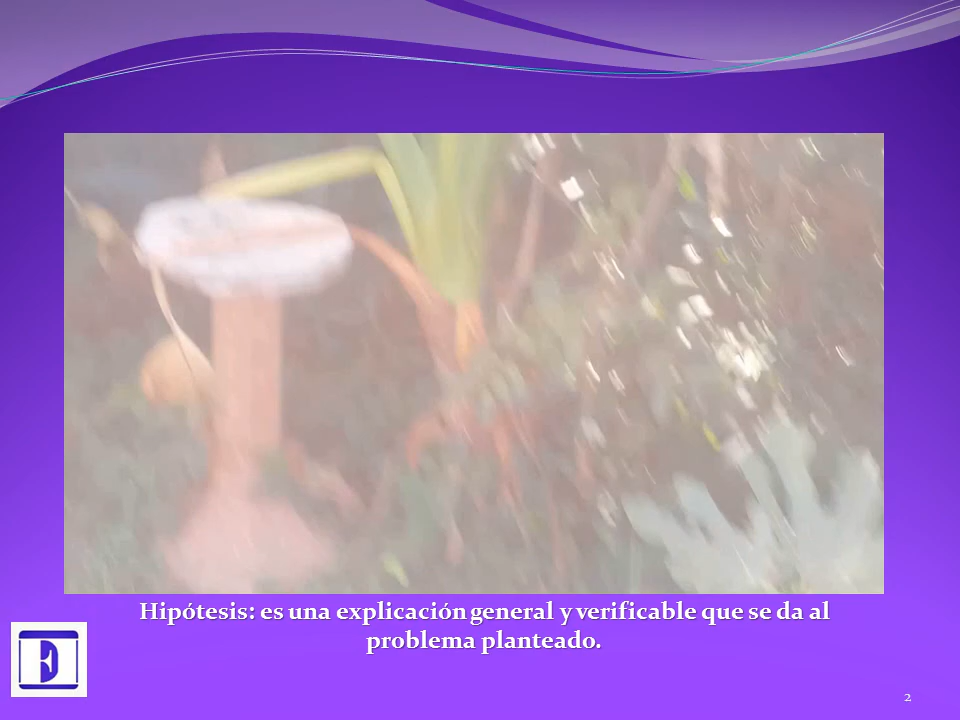 Hipótesis: es una explicación general y verificable que se da al
problema planteado.
2